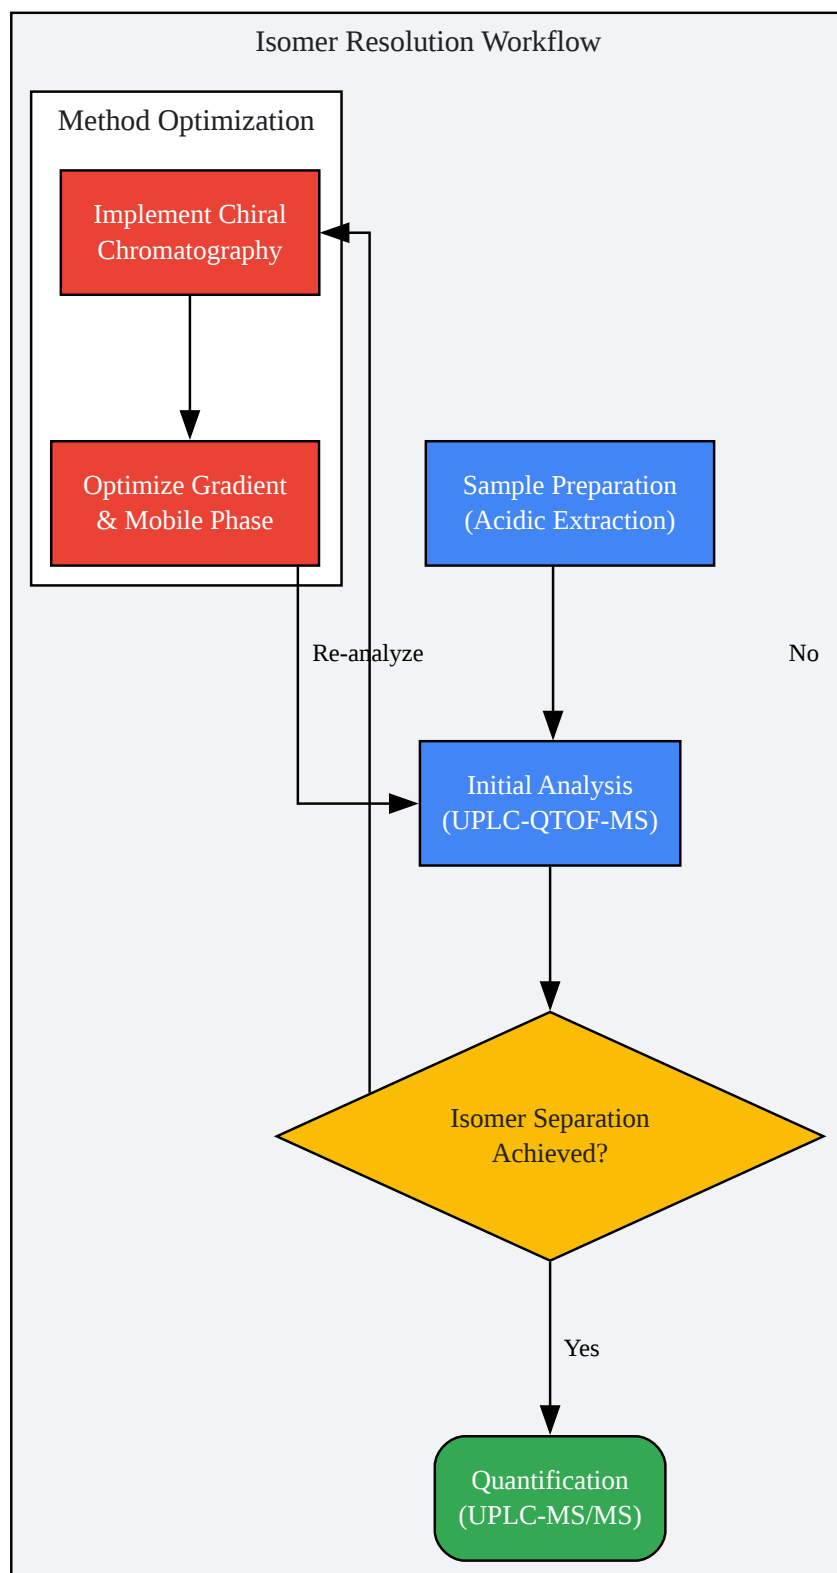 Isomer Resolution Workflow
Method Optimization
Implement Chiral
Chromatography
Optimize Gradient
& Mobile Phase
Sample Preparation
(Acidic Extraction)
Re-analyze
No
Initial Analysis
(UPLC-QTOF-MS)
Isomer Separation
Achieved?
Yes
Quantification
(UPLC-MS/MS)